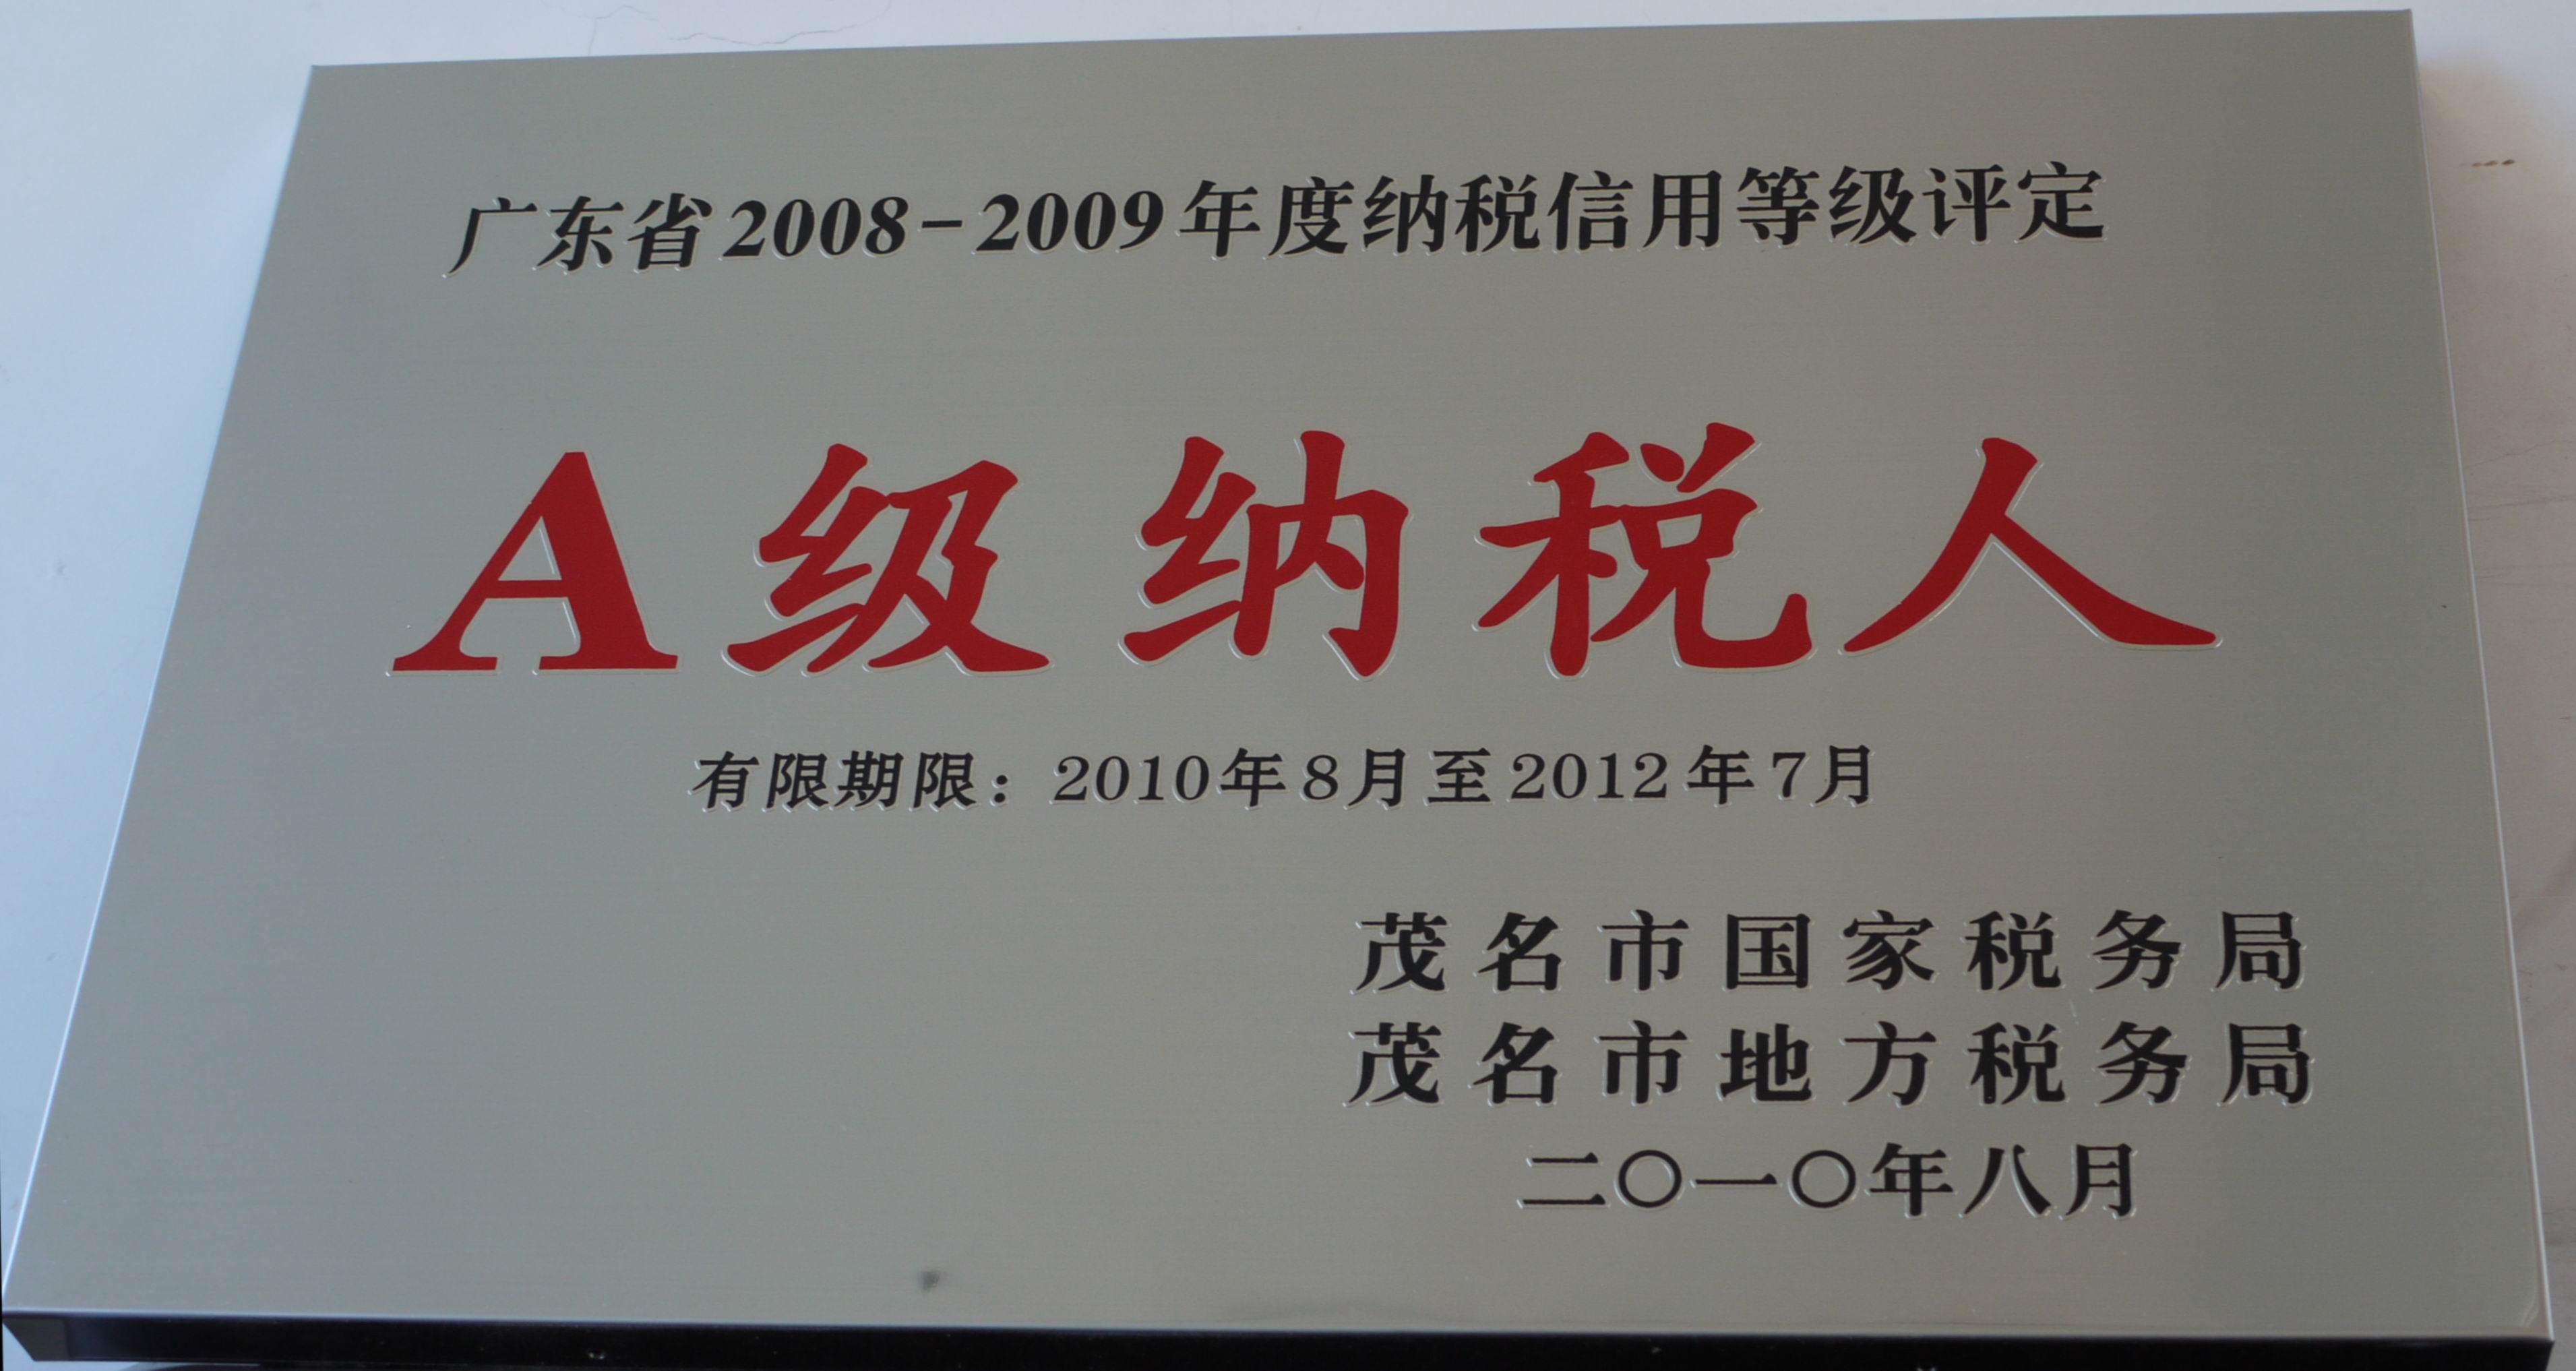 广东省2008-2009年度纳税信用等级评定
A级纳税人
有限期限：2010年8月至2012年7月
茂名市国家税务局
茂名市地方税务局
二〇一〇年八月